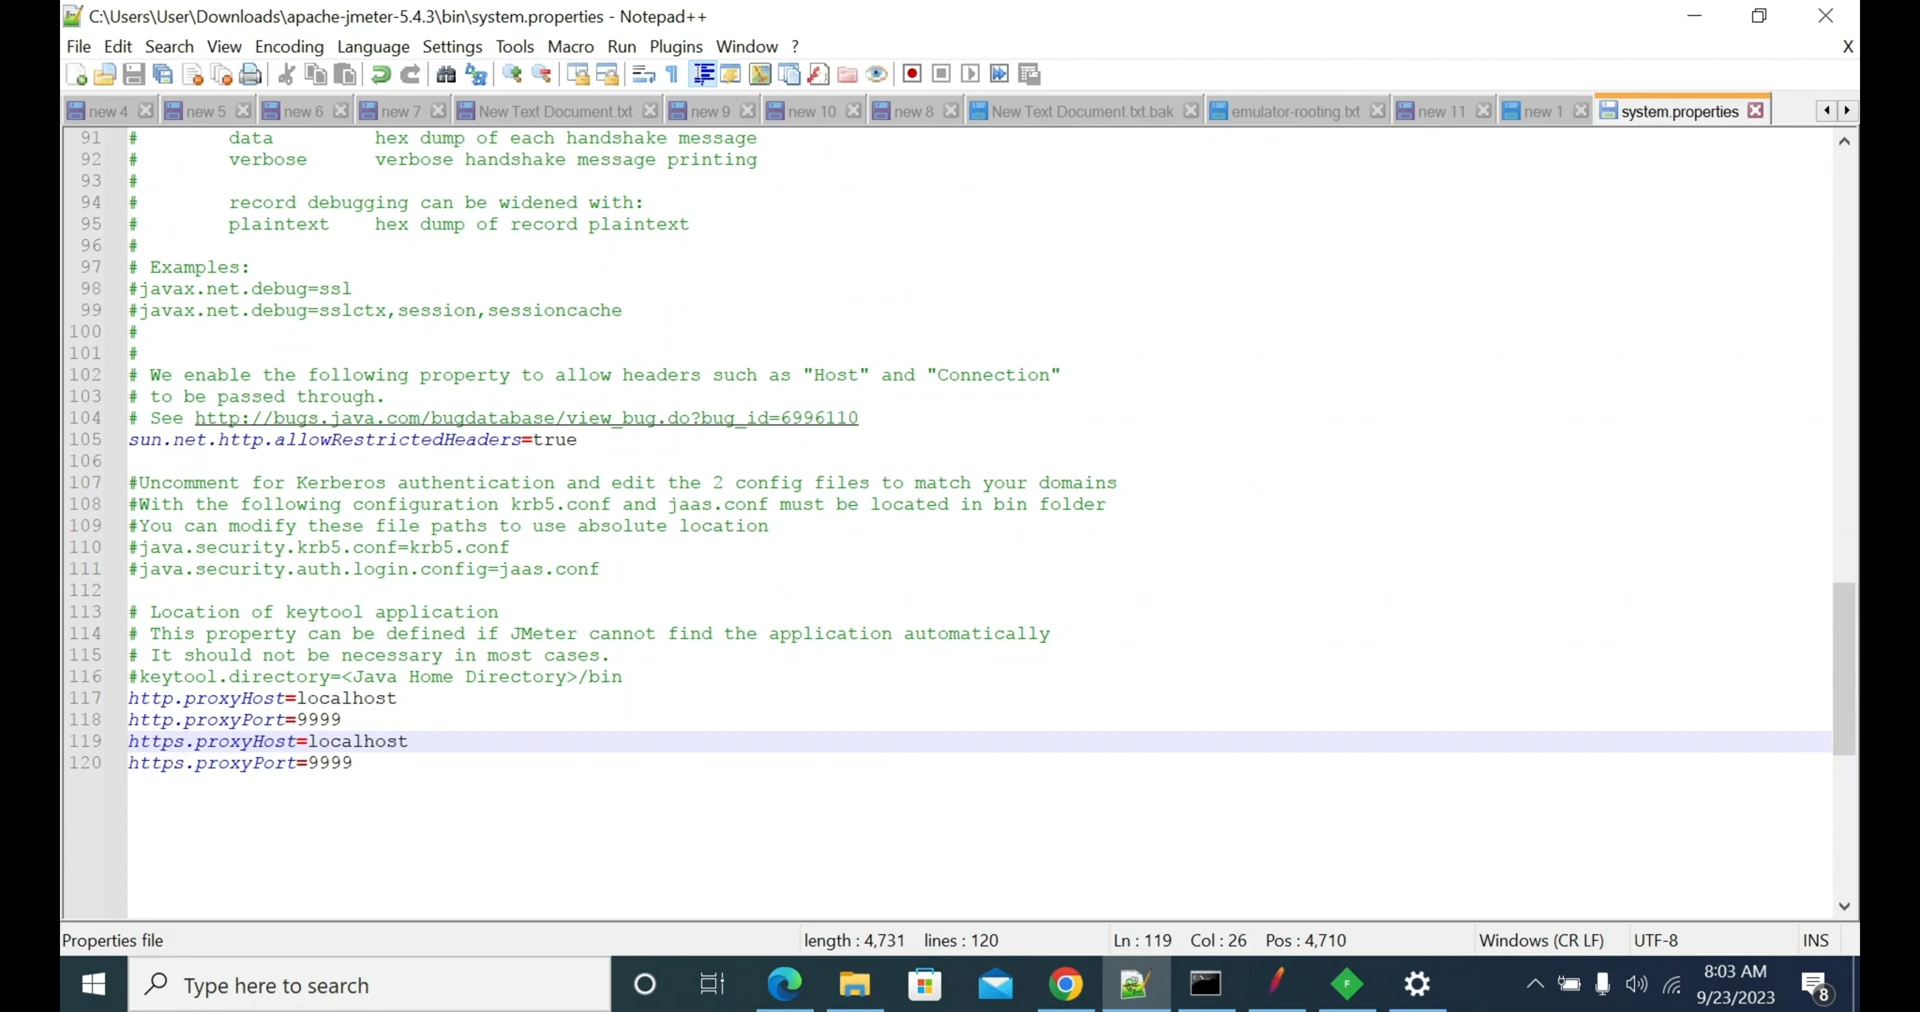 C:\Users\User\Downloads\apache-jmeter-5.4.3\bin\system.properties - Notepad++
File Edit Search View Encoding Language Settings Tools Macro Run Plugins Window ? X
new 4 new 5 new 6 new 7 New Text Document.txt new 9 new 10 new 8 New Text Document.txt.bak emulator-rooting.txt new 11 new 1 system.properties
91 # data hex dump of each handshake message
92 # verbose verbose handshake message printing
93 #
94 # record debugging can be widened with:
95 # plaintext hex dump of record plaintext
96 #
97 # Examples:
98 #javax.net.debug=ssl
99 #javax.net.debug=sslctx,session,sessioncache
100 #
101 #
102 # We enable the following property to allow headers such as "Host" and "Connection"
103 # to be passed through.
104 # See http://bugs.java.com/bugdatabase/view_bug.do?bug_id=6996110
105 sun.net.http.allowRestrictedHeaders=true
106
107 #Uncomment for Kerberos authentication and edit the 2 config files to match your domains
108 #With the following configuration krb5.conf and jaas.conf must be located in bin folder
109 #You can modify these file paths to use absolute location
110 #java.security.krb5.conf=krb5.conf
111 #java.security.auth.login.config=jaas.conf
112
113 # Location of keytool application
114 # This property can be defined if JMeter cannot find the application automatically
115 # It should not be necessary in most cases.
116 #keytool.directory=<Java Home Directory>/bin
117 http.proxyHost=localhost
118 http.proxyPort=9999
119 https.proxyHost=localhost
120 https.proxyPort=9999
Properties file length : 4,731 lines : 120 Ln : 119 Col : 26 Pos : 4,710 Windows (CR LF) UTF-8 INS
Type here to search
8:03 AM
9/23/2023
8